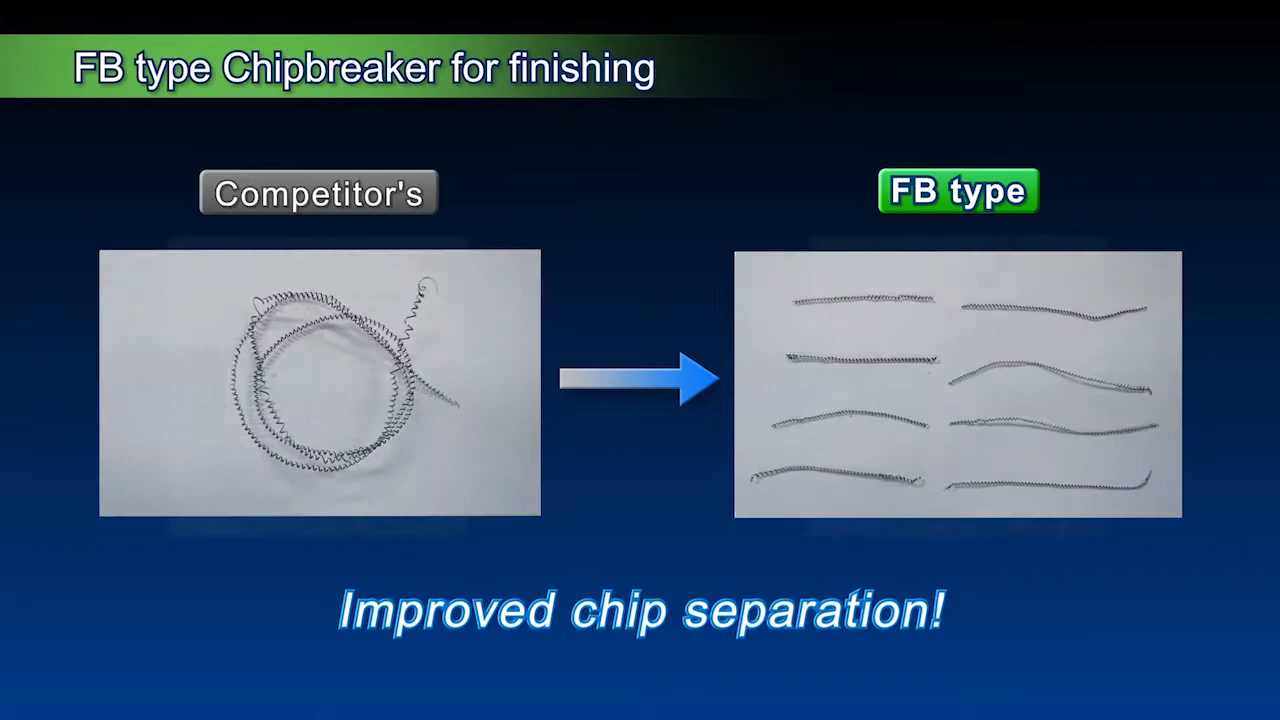 FB type Chipbreaker for finishing
Competitor's
FB type
Improved chip separation!